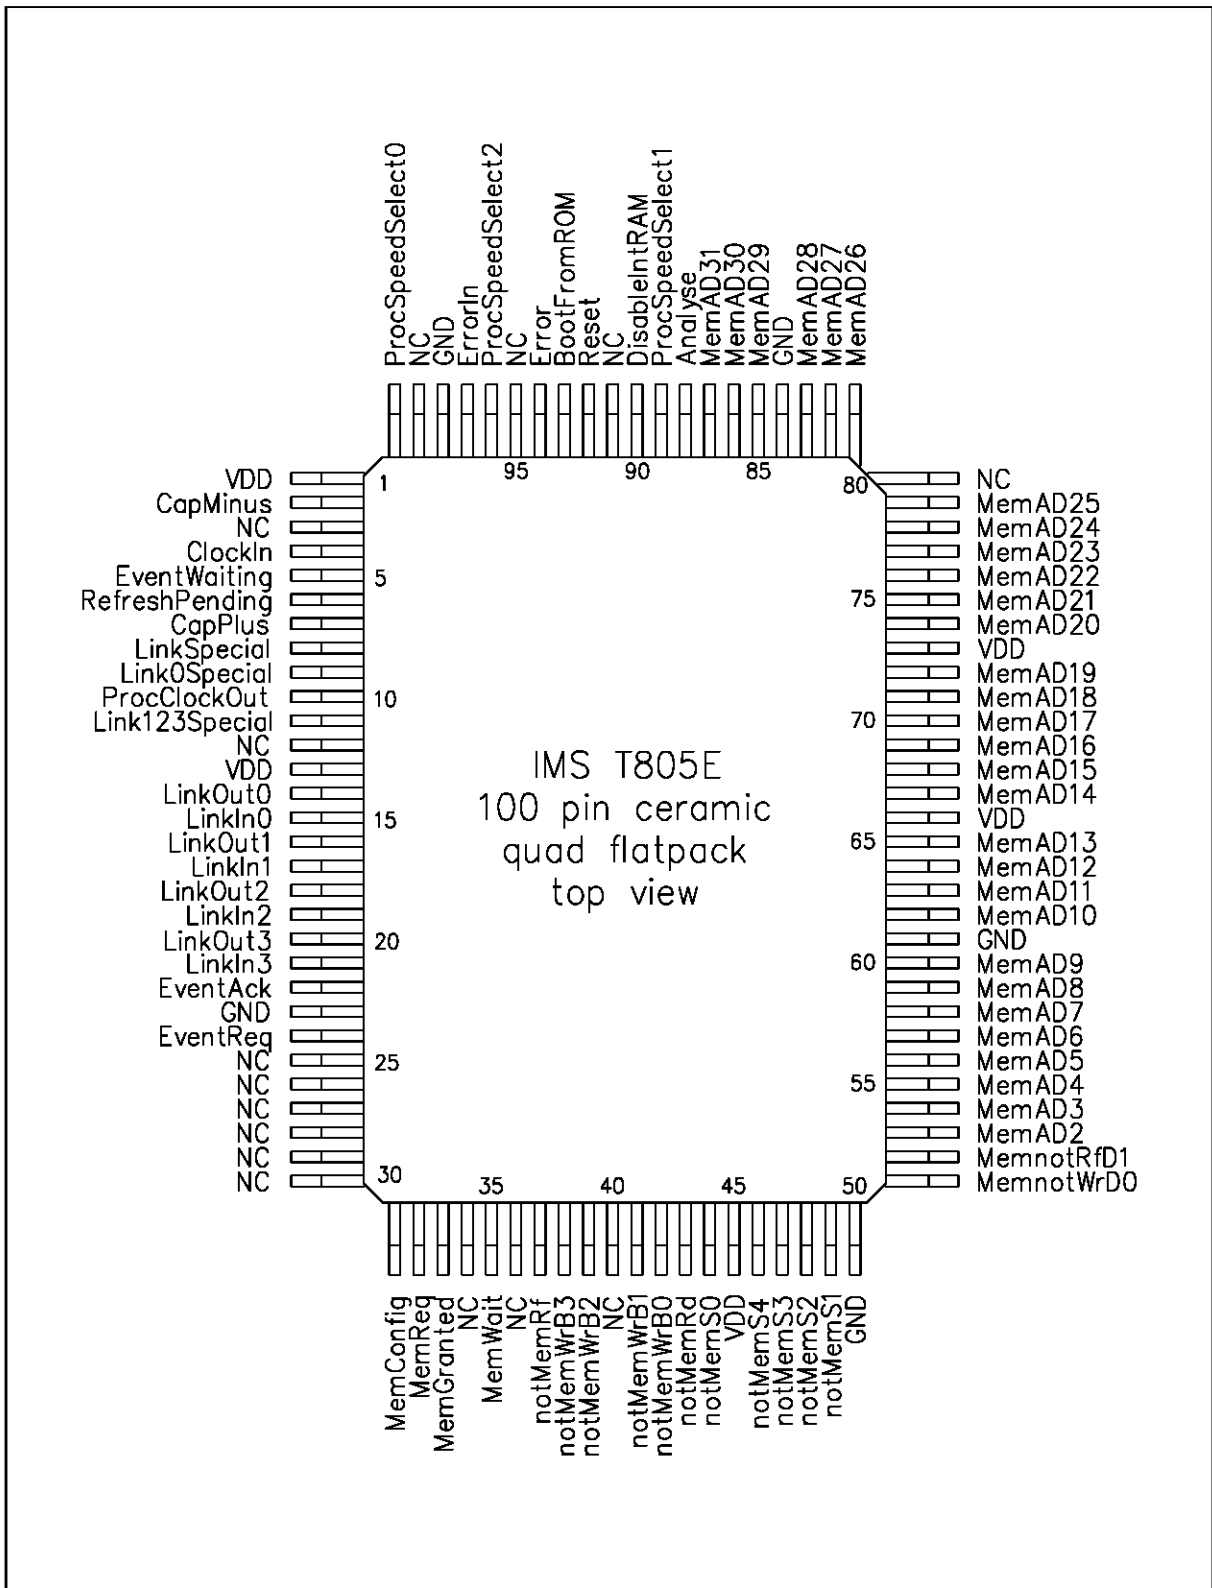 ProcSpeedSelect0
NC
GND
ErrorIn
ProcSpeedSelect2
NC
Error
BootFromROM
Reset
NC
DisableIntRAM
ProcSpeedSelect1
Analyse
MemAD31
MemAD30
MemAD29
GND
MemAD28
MemAD27
MemAD26
95
90
85
80
VDD
CapMinus
NC
ClockIn
EventWaiting
RefreshPending
CapPlus
LinkSpecial
Link0Special
ProcClockOut
Link123Special
NC
VDD
LinkOut0
LinkIn0
LinkOut1
LinkIn1
LinkOut2
LinkIn2
LinkOut3
LinkIn3
EventAck
GND
EventReq
NC
NC
NC
NC
NC
NC
1
5
10
15
20
25
30
IMS T805E
100 pin ceramic
quad flatpack
top view
75
70
65
60
55
50
NC
MemAD25
MemAD24
MemAD23
MemAD22
MemAD21
MemAD20
VDD
MemAD19
MemAD18
MemAD17
MemAD16
MemAD15
MemAD14
VDD
MemAD13
MemAD12
MemAD11
MemAD10
GND
MemAD9
MemAD8
MemAD7
MemAD6
MemAD5
MemAD4
MemAD3
MemAD2
MemnotRfD1
MemnotWrD0
35
40
45
MemConfig
MemReq
MemGranted
NC
MemWait
NC
notMemRf
notMemWrB3
notMemWrB2
NC
notMemWrB1
notMemWrB0
notMemRd
notMemS0
VDD
notMemS4
notMemS3
notMemS2
notMemS1
GND